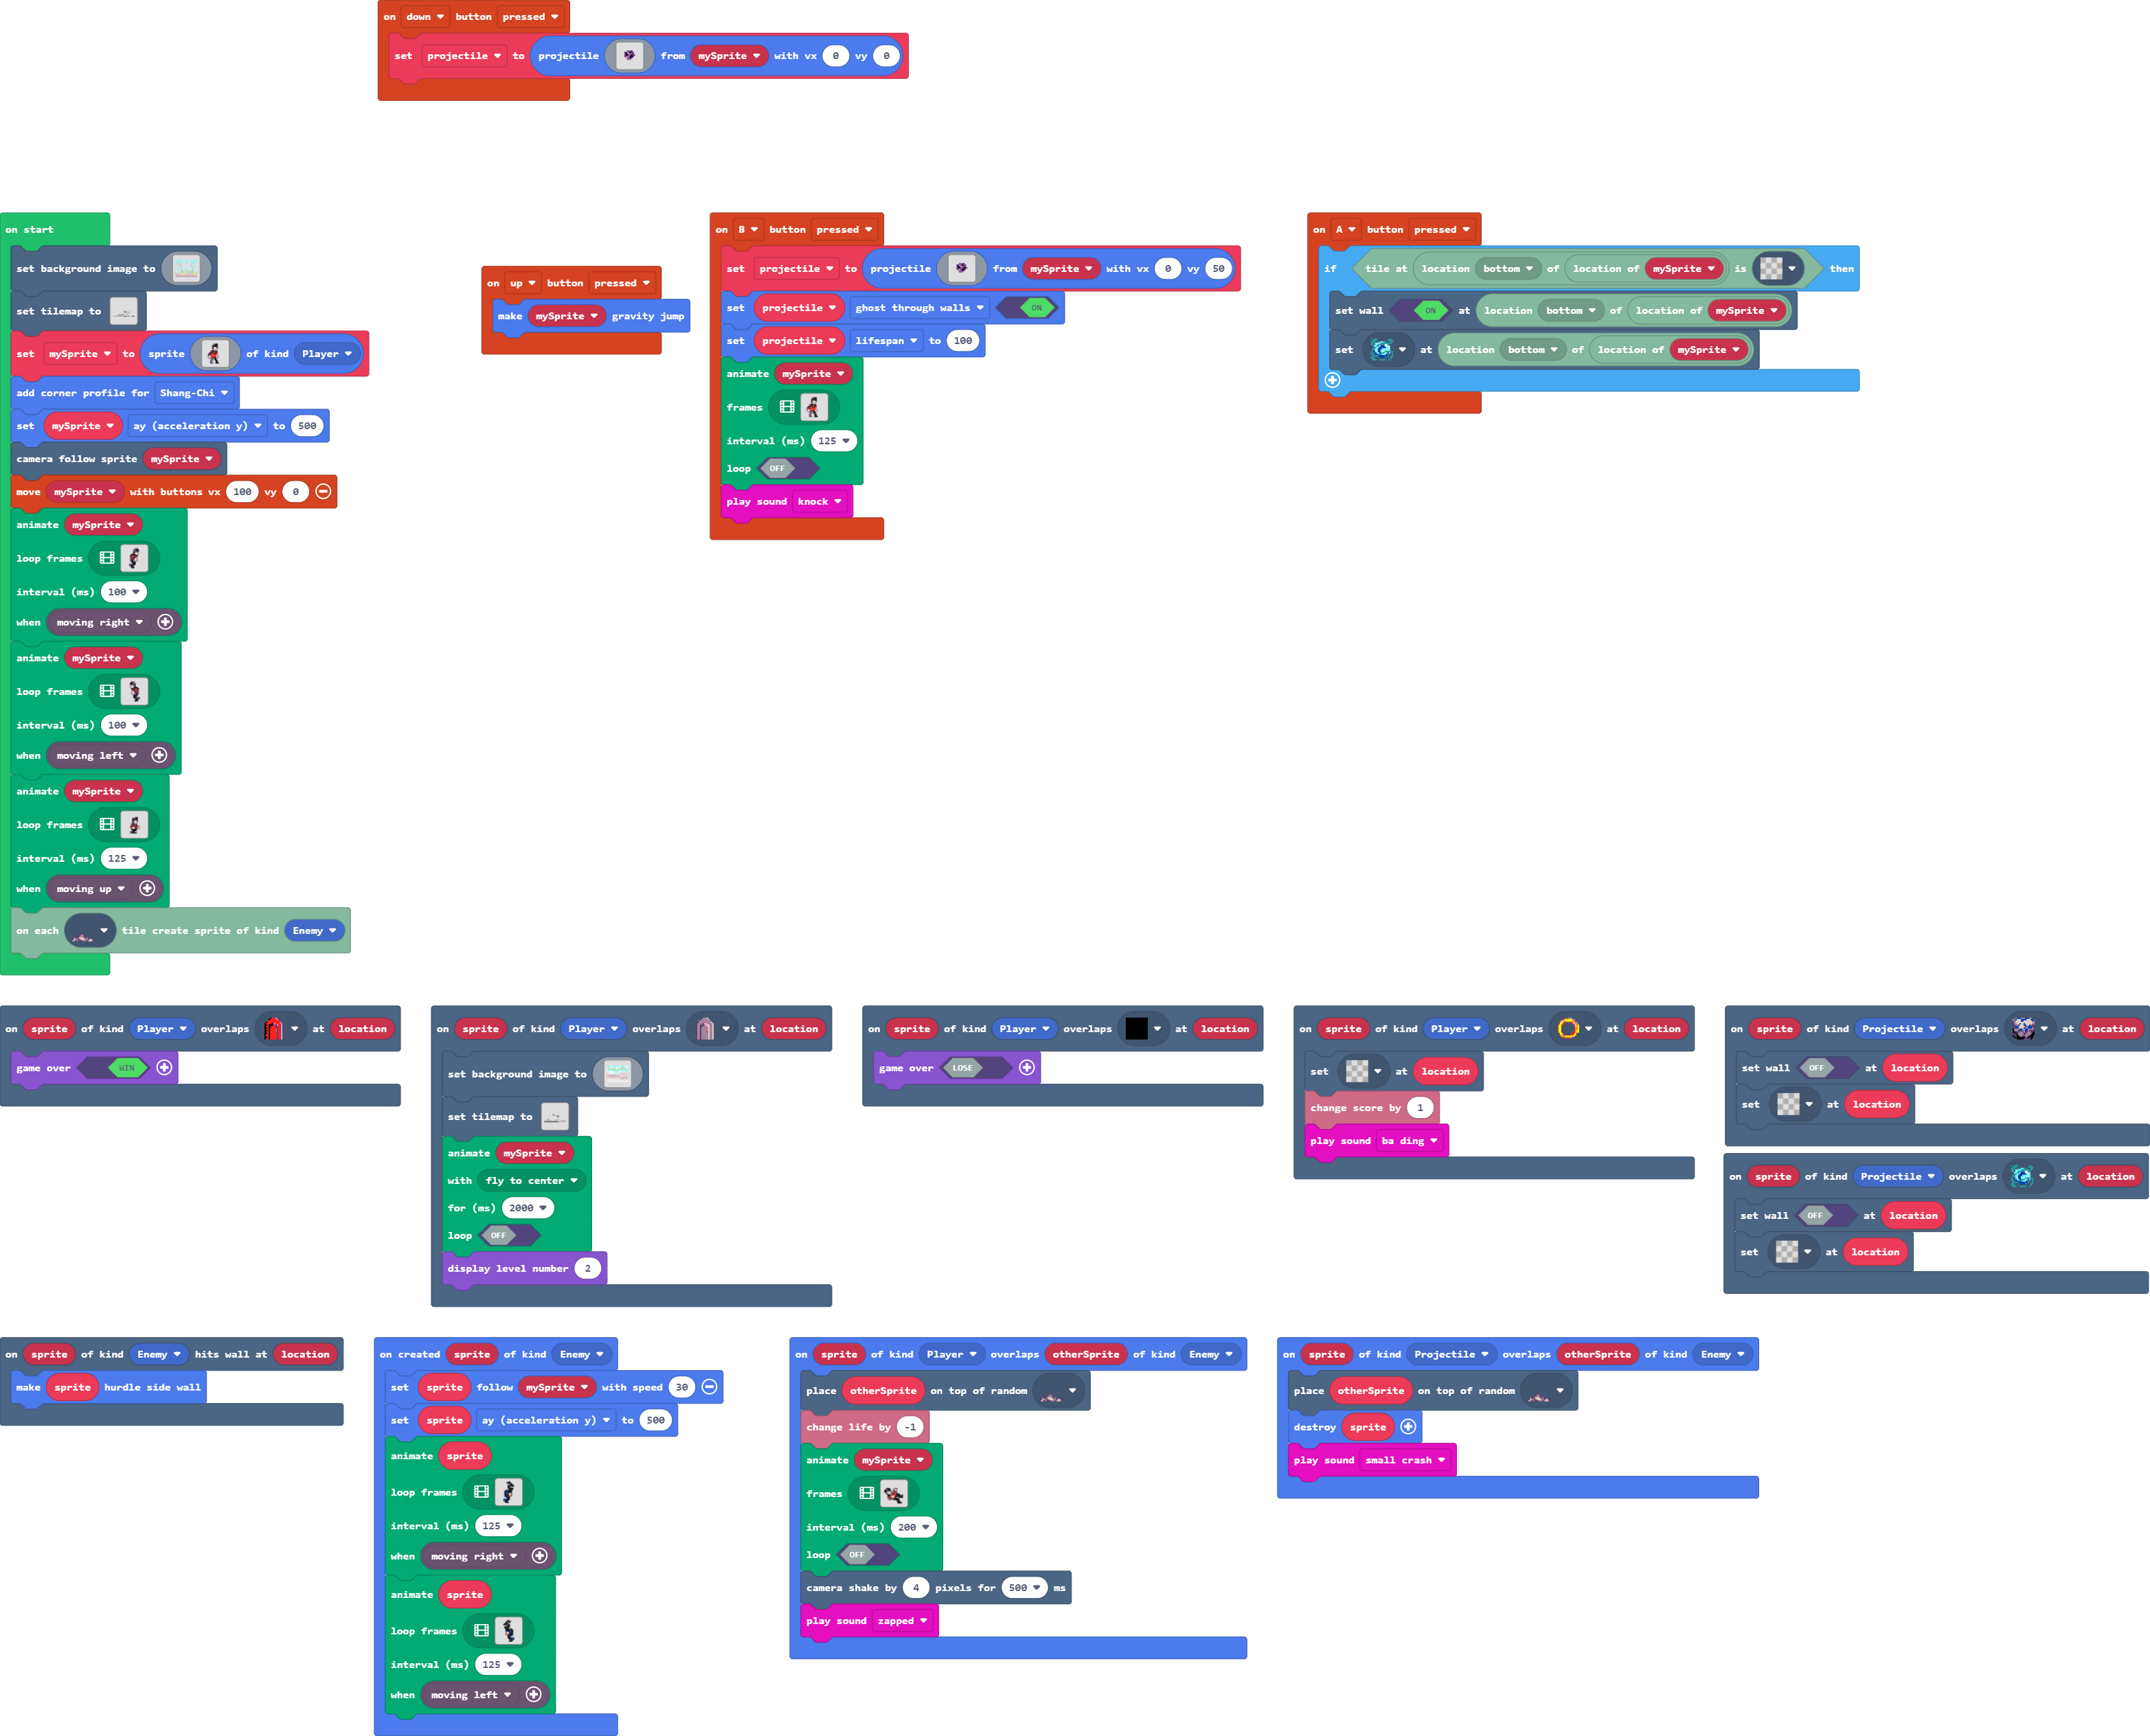 on down button pressed
set projectile to projectile from mySprite with vx 0 vy 0
on start
set background image to
set tilemap to
set mySprite to sprite of kind Player
add corner profile for Shang-Chi
set mySprite ay (acceleration y) to 500
camera follow sprite mySprite
move mySprite with buttons vx 100 vy 0
animate mySprite
loop frames
interval (ms) 100
when moving right
animate mySprite
loop frames
interval (ms) 100
when moving left
animate mySprite
loop frames
interval (ms) 125
when moving up
on each tile create sprite of kind Enemy
on up button pressed
make mySprite gravity jump
on B button pressed
set projectile to projectile from mySprite with vx 0 vy 50
set projectile ghost through walls ON
set projectile lifespan to 100
animate mySprite
frames
interval (ms) 125
loop OFF
play sound knock
on A button pressed
if tile at location bottom of location of mySprite is then
set wall ON at location bottom of location of mySprite
set at location bottom of location of mySprite
on sprite of kind Player overlaps at location
game over WIN
on sprite of kind Player overlaps at location
set background image to
set tilemap to
animate mySprite
with fly to center
for (ms) 2000
loop OFF
display level number 2
on sprite of kind Player overlaps at location
game over LOSE
on sprite of kind Player overlaps at location
set at location
change score by 1
play sound ba ding
on sprite of kind Projectile overlaps at location
set wall OFF at location
set at location
on sprite of kind Projectile overlaps at location
set wall OFF at location
set at location
on sprite of kind Enemy hits wall at location
make sprite hurdle side wall
on created sprite of kind Enemy
set sprite follow mySprite with speed 30
set sprite ay (acceleration y) to 500
animate sprite
loop frames
interval (ms) 125
when moving right
animate sprite
loop frames
interval (ms) 125
when moving left
on sprite of kind Player overlaps otherSprite of kind Enemy
place otherSprite on top of random
change life by -1
animate mySprite
frames
interval (ms) 200
loop OFF
camera shake by 4 pixels for 500 ms
play sound zapped
on sprite of kind Projectile overlaps otherSprite of kind Enemy
place otherSprite on top of random
destroy sprite
play sound small crash